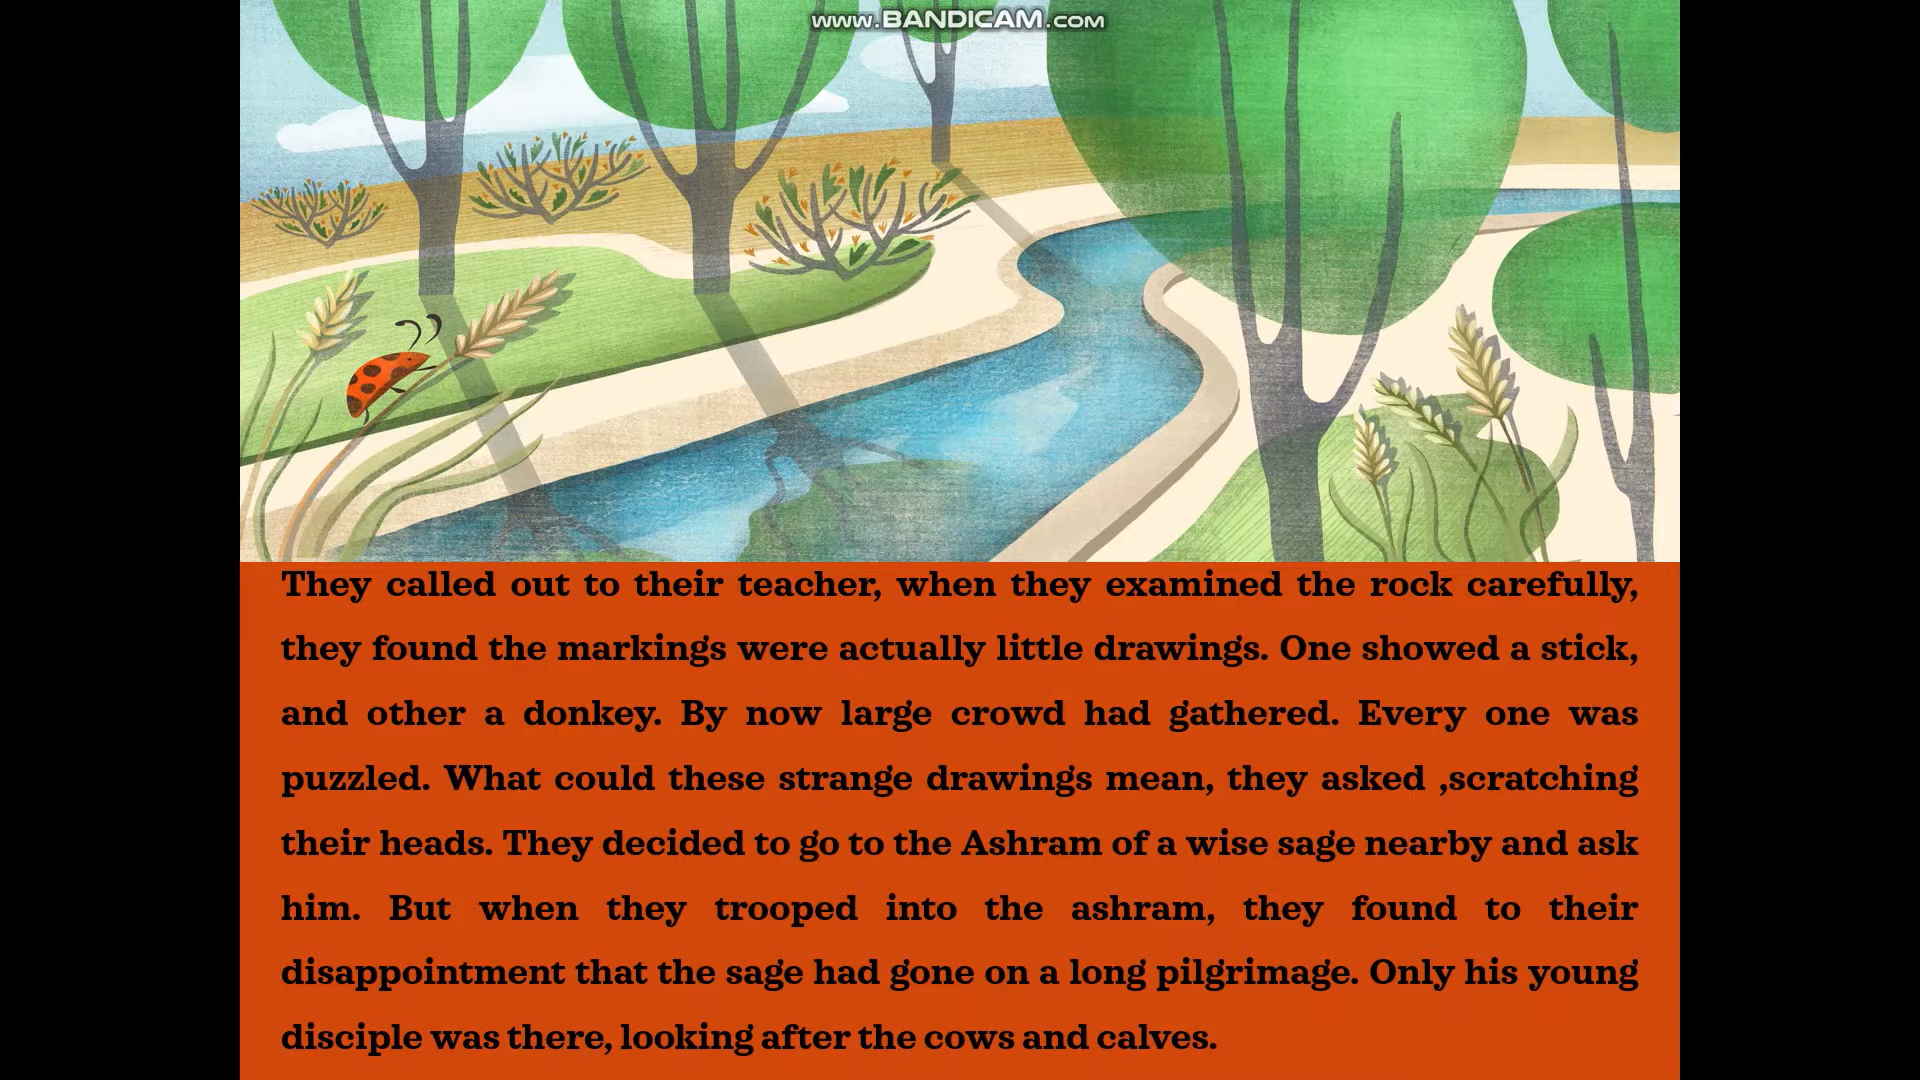 www.BANDICAM.com
They called out to their teacher, when they examined the rock carefully,
they found the markings were actually little drawings. One showed a stick,
and other a donkey. By now large crowd had gathered. Every one was
puzzled. What could these strange drawings mean, they asked ,scratching
their heads. They decided to go to the Ashram of a wise sage nearby and ask
him. But when they trooped into the ashram, they found to their
disappointment that the sage had gone on a long pilgrimage. Only his young
disciple was there, looking after the cows and calves.